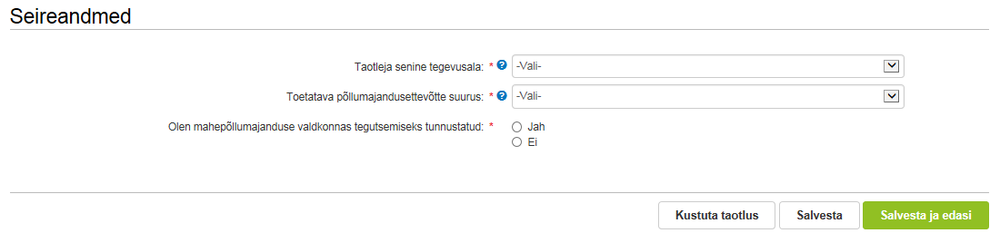 Seireandmed
Taotleja senine tegevusala: * ? -Vali-
Toetatava põllumajandusettevõtte suurus: * ? -Vali-
Olen mahepõllumajanduse valdkonnas tegutsemiseks tunnustatud: * Jah
Ei
Kustuta taotlus Salvesta Salvesta ja edasi